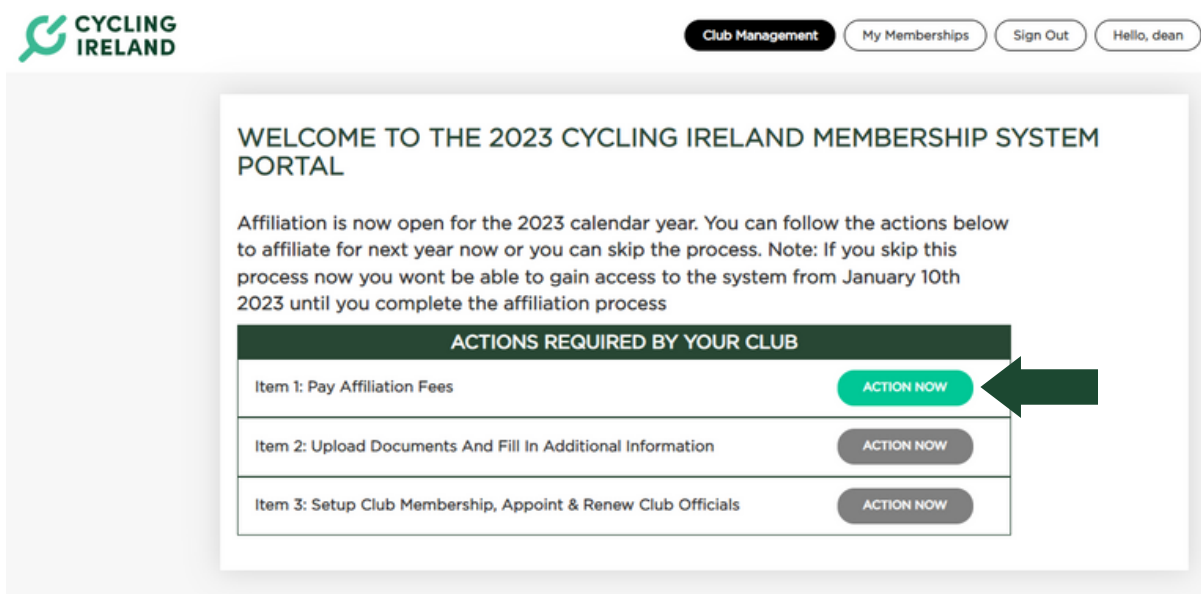 CYCLING
IRELAND
Club Management
My Memberships
Sign Out
Hello, dean
WELCOME TO THE 2023 CYCLING IRELAND MEMBERSHIP SYSTEM
PORTAL
Affiliation is now open for the 2023 calendar year. You can follow the actions below
to affiliate for next year now or you can skip the process. Note: If you skip this
process now you wont be able to gain access to the system from January 10th
2023 until you complete the affiliation process
ACTIONS REQUIRED BY YOUR CLUB
Item 1: Pay Affiliation Fees
ACTION NOW
Item 2: Upload Documents And Fill In Additional Information
ACTION NOW
Item 3: Setup Club Membership, Appoint & Renew Club Officials
ACTION NOW